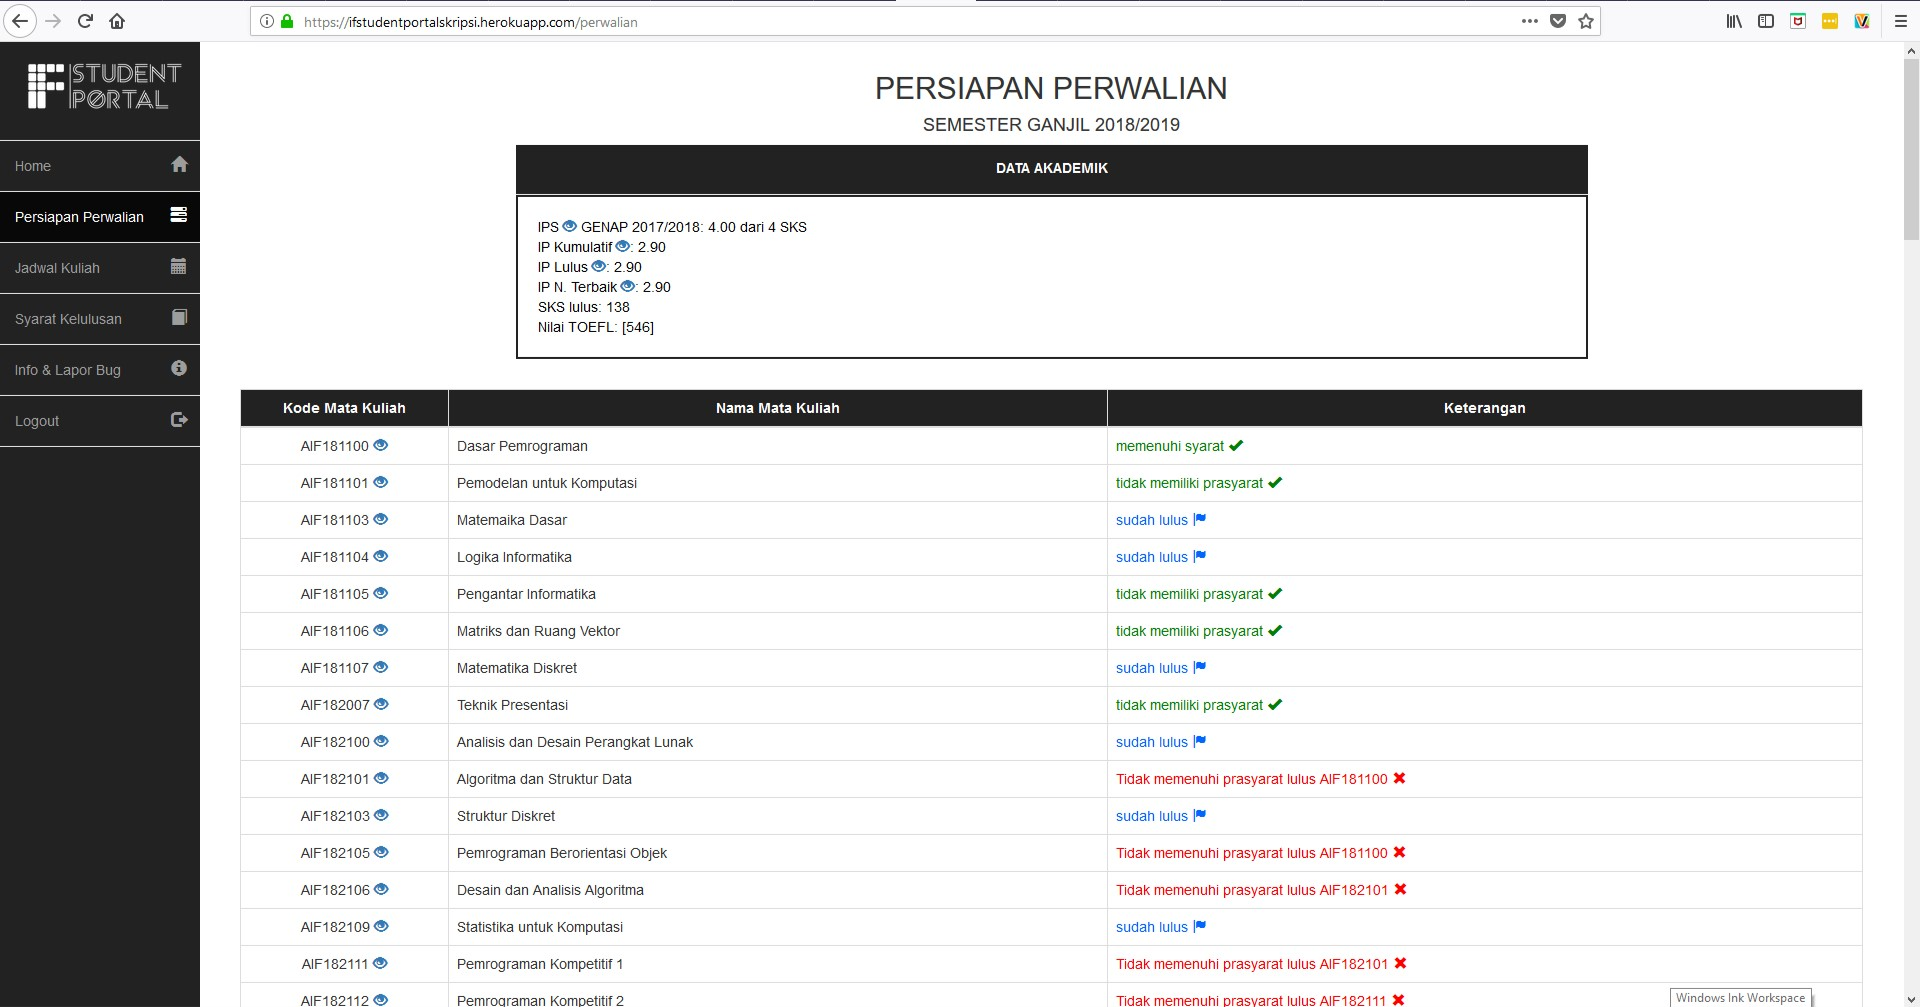 https://ifstudentportalskripsi.herokuapp.com/perwalian
STUDENT
PORTAL
Home
Persiapan Perwalian
Jadwal Kuliah
Syarat Kelulusan
Info & Lapor Bug
Logout
PERSIAPAN PERWALIAN
SEMESTER GANJIL 2018/2019
DATA AKADEMIK
IPS GENAP 2017/2018: 4.00 dari 4 SKS
IP Kumulatif : 2.90
IP Lulus : 2.90
IP N. Terbaik : 2.90
SKS lulus: 138
Nilai TOEFL: [546]
Kode Mata Kuliah Nama Mata Kuliah Keterangan
AIF181100 Dasar Pemrograman memenuhi syarat
AIF181101 Pemodelan untuk Komputasi tidak memiliki prasyarat
AIF181103 Matemaika Dasar sudah lulus
AIF181104 Logika Informatika sudah lulus
AIF181105 Pengantar Informatika tidak memiliki prasyarat
AIF181106 Matriks dan Ruang Vektor tidak memiliki prasyarat
AIF181107 Matematika Diskret sudah lulus
AIF182007 Teknik Presentasi tidak memiliki prasyarat
AIF182100 Analisis dan Desain Perangkat Lunak sudah lulus
AIF182101 Algoritma dan Struktur Data Tidak memenuhi prasyarat lulus AIF181100
AIF182103 Struktur Diskret sudah lulus
AIF182105 Pemrograman Berorientasi Objek Tidak memenuhi prasyarat lulus AIF181100
AIF182106 Desain dan Analisis Algoritma Tidak memenuhi prasyarat lulus AIF182101
AIF182109 Statistika untuk Komputasi sudah lulus
AIF182111 Pemrograman Kompetitif 1 Tidak memenuhi prasyarat lulus AIF182101
AIF182112 Pemrograman Kompetitif 2 Tidak memenuhi prasyarat lulus AIF182111
Windows Ink Workspace